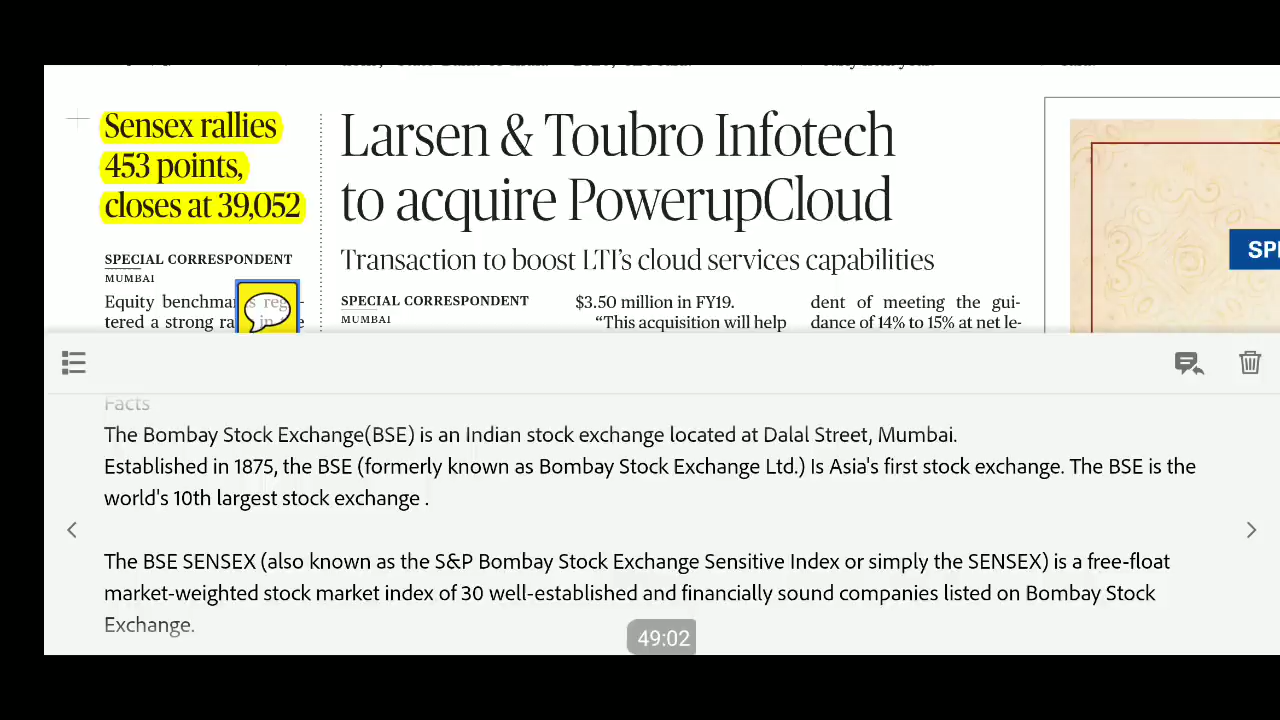 Sensex rallies
453 points,
closes at 39,052
SPECIAL CORRESPONDENT
MUMBAI
Equity benchmar
tered a strong ra
Larsen & Toubro Infotech
to acquire PowerupCloud
Transaction to boost LTI's cloud services capabilities
SPECIAL CORRESPONDENT
MUMBAI
$3.50 million in FY19.
"This acquisition will help
dent of meeting the gui-
dance of 14% to 15% at net le-
Facts
The Bombay Stock Exchange(BSE) is an Indian stock exchange located at Dalal Street, Mumbai.
Established in 1875, the BSE (formerly known as Bombay Stock Exchange Ltd.) Is Asia's first stock exchange. The BSE is the
world's 10th largest stock exchange .
The BSE SENSEX (also known as the S&P Bombay Stock Exchange Sensitive Index or simply the SENSEX) is a free-float
market-weighted stock market index of 30 well-established and financially sound companies listed on Bombay Stock
Exchange.
49:02